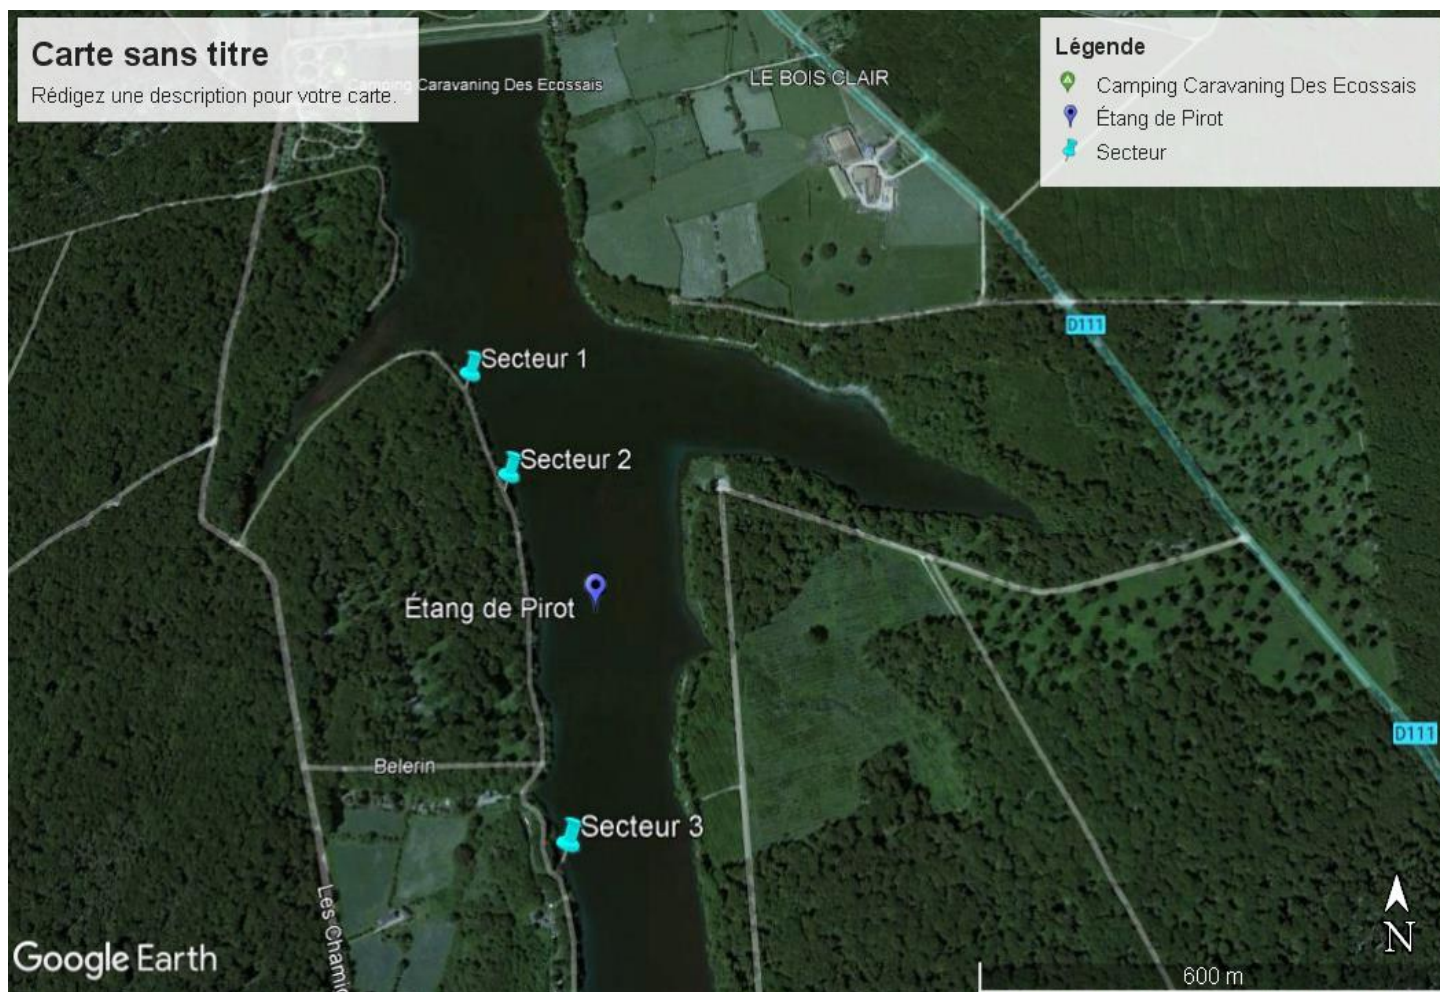 Carte sans titre
Rédigez une description pour votre carte.
Camping Caravaning Des Ecossais
LE BOIS CLAIR
Légende
Camping Caravaning Des Ecossais
Étang de Pirot
Secteur
D111
Secteur 1
Secteur 2
Étang de Pirot
D111
Belerin
Secteur 3
Les Chamig
Google Earth
N
600 m